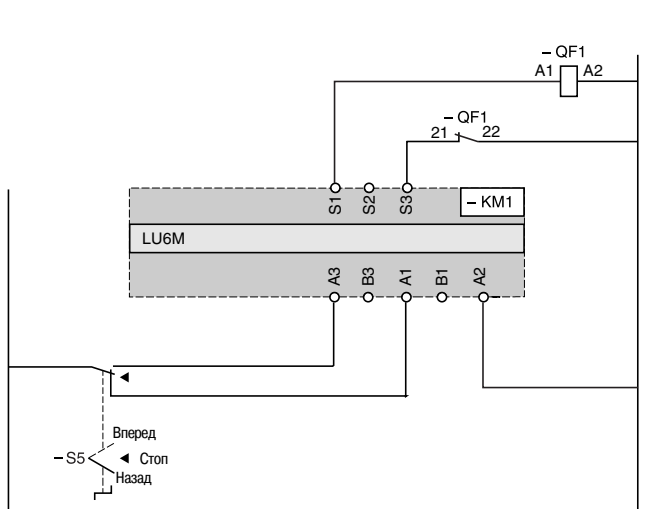 – QF1
A1 A2
– QF1
21 22
S1 S2 S3
– KM1
LU6M
A3 B3 A1 B1 A2
–
Вперед
– S5 Стоп
Назад